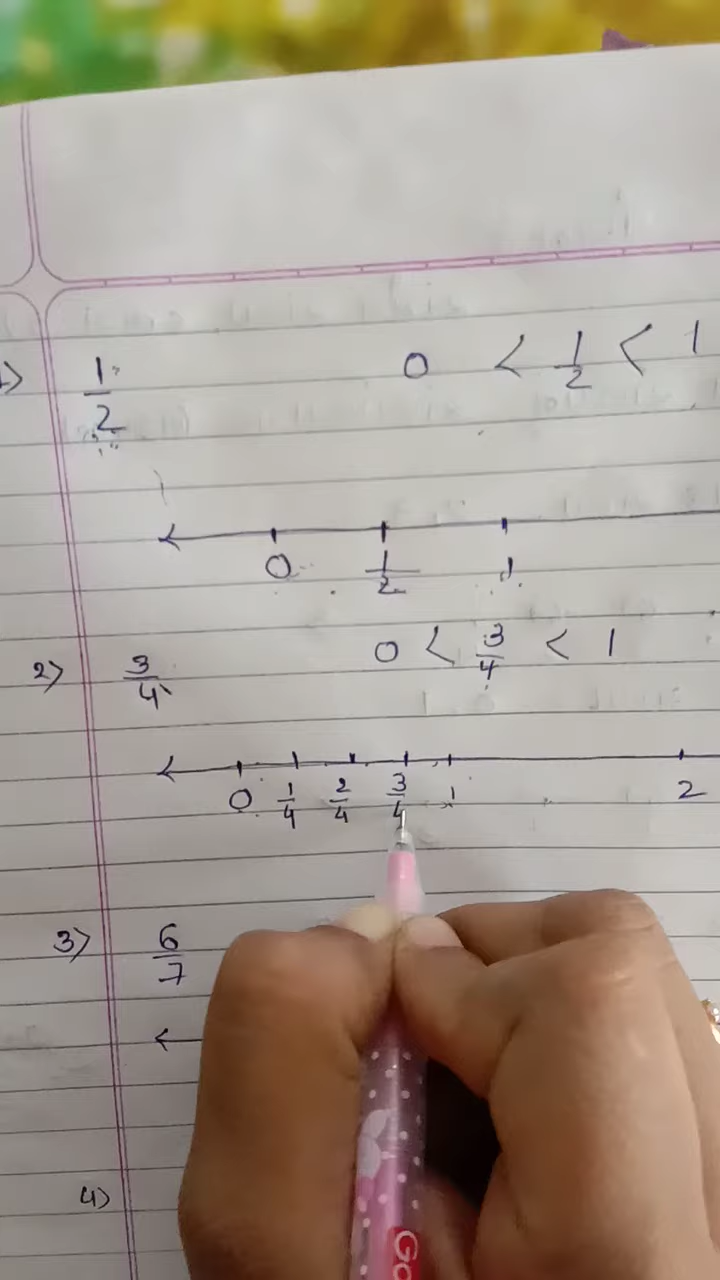 1) 1/2 0 < 1/2 < 1
0 1/2 1
2) 3/4 0 < 3/4 < 1
0 1/4 2/4 3/4 1 2
3) 6/7
4)
Go